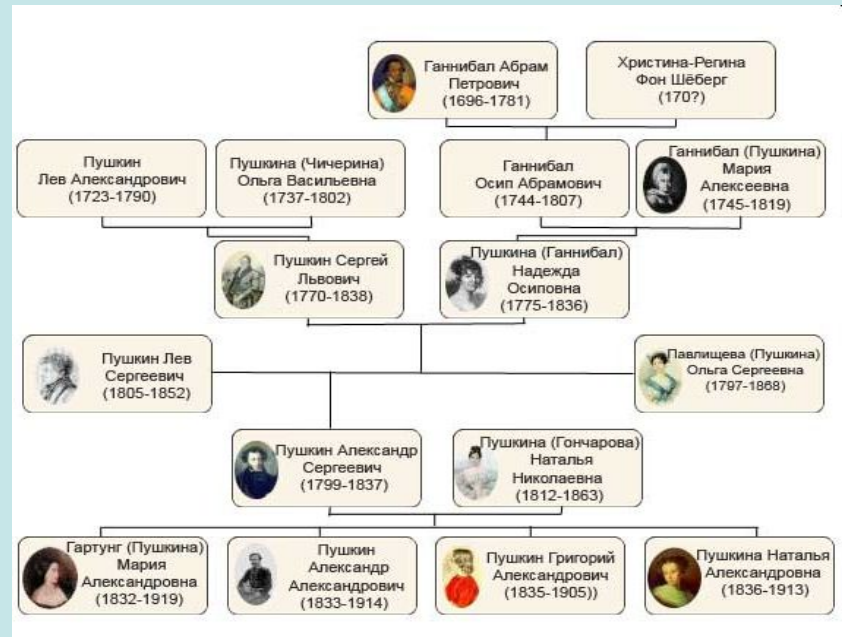 Ганнибал Абрам
Петрович
(1696-1781)
Христина-Регина
Фон Шёберг
(170?)
Пушкин
Лев Александрович
(1723-1790)
Пушкина (Чичерина)
Ольга Васильевна
(1737-1802)
Ганнибал
Осип Абрамович
(1744-1807)
Ганнибал (Пушкина)
Мария
Алексеевна
(1745-1819)
Пушкин Сергей
Львович
(1770-1838)
Пушкина (Ганнибал)
Надежда
Осиповна
(1775-1836)
Пушкин Лев
Сергеевич
(1805-1852)
Павлищева (Пушкина)
Ольга Сергеевна
(1797-1868)
Пушкин Александр
Сергеевич
(1799-1837)
Пушкина (Гончарова)
Наталья
Николаевна
(1812-1863)
Гартунг (Пушкина)
Мария
Александровна
(1832-1919)
Пушкин
Александр
Александрович
(1833-1914)
Пушкин Григорий
Александрович
(1835-1905))
Пушкина Наталья
Александровна
(1836-1913)